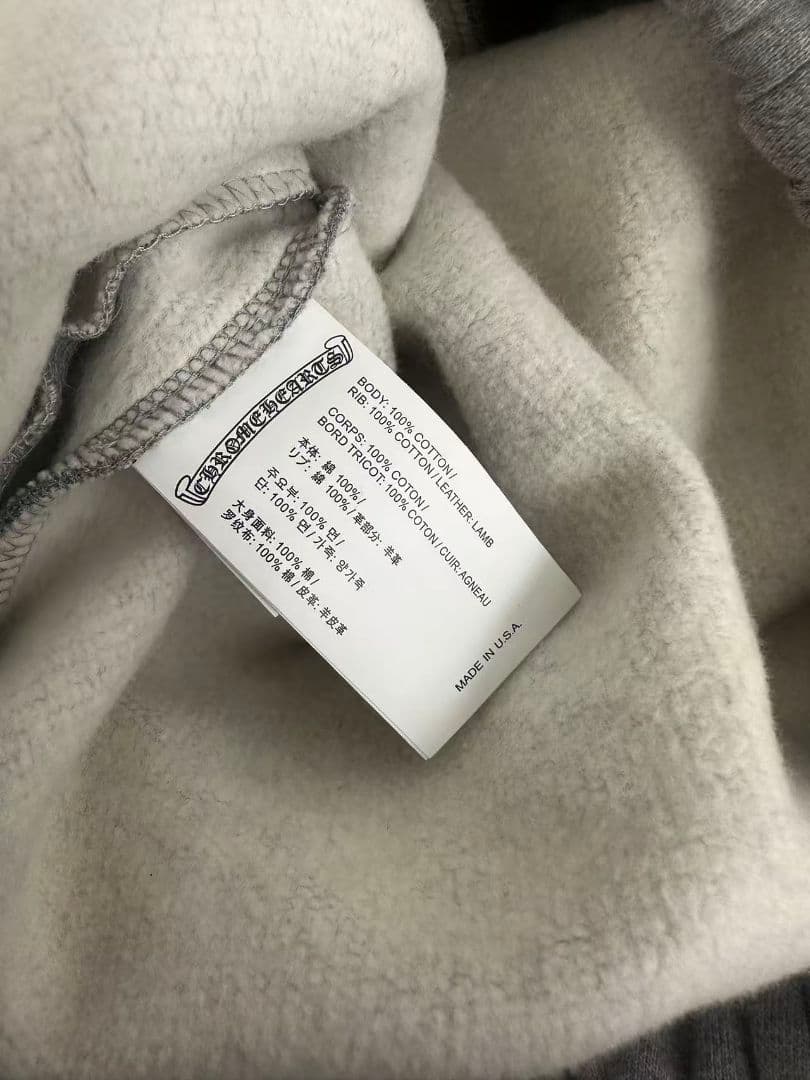 CHROMEHEARTS
BODY: 100% COTTON/
RIB: 100% COTTON/LEATHER: LAMB
CORPS: 100% COTON/
BORD TRICOT: 100% COTON/CUIR: AGNEAU
本体: 綿 100%/
リブ: 綿 100%/革部分: 羊革
주요부: 100% 면/
단: 100% 면/가죽: 양가죽
大身面料: 100% 棉/
罗纹布: 100% 棉/皮革: 羊皮革
MADE IN U.S.A.